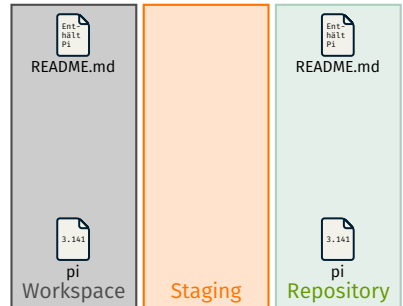 Ent-
hält
Pi
README.md
3.141
pi
Workspace
Staging
Ent-
hält
Pi
README.md
3.141
pi
Repository